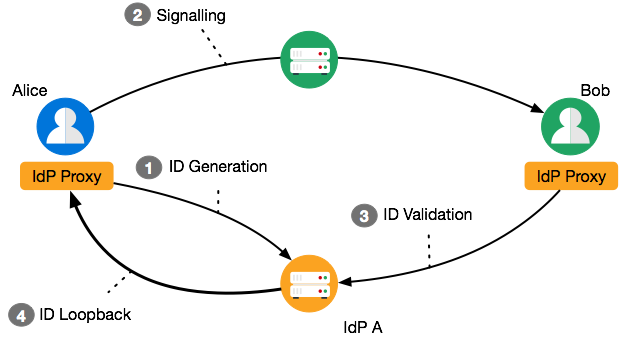 2 Signalling
Alice
Bob
IdP Proxy
1 ID Generation
IdP Proxy
3 ID Validation
4 ID Loopback
IdP A